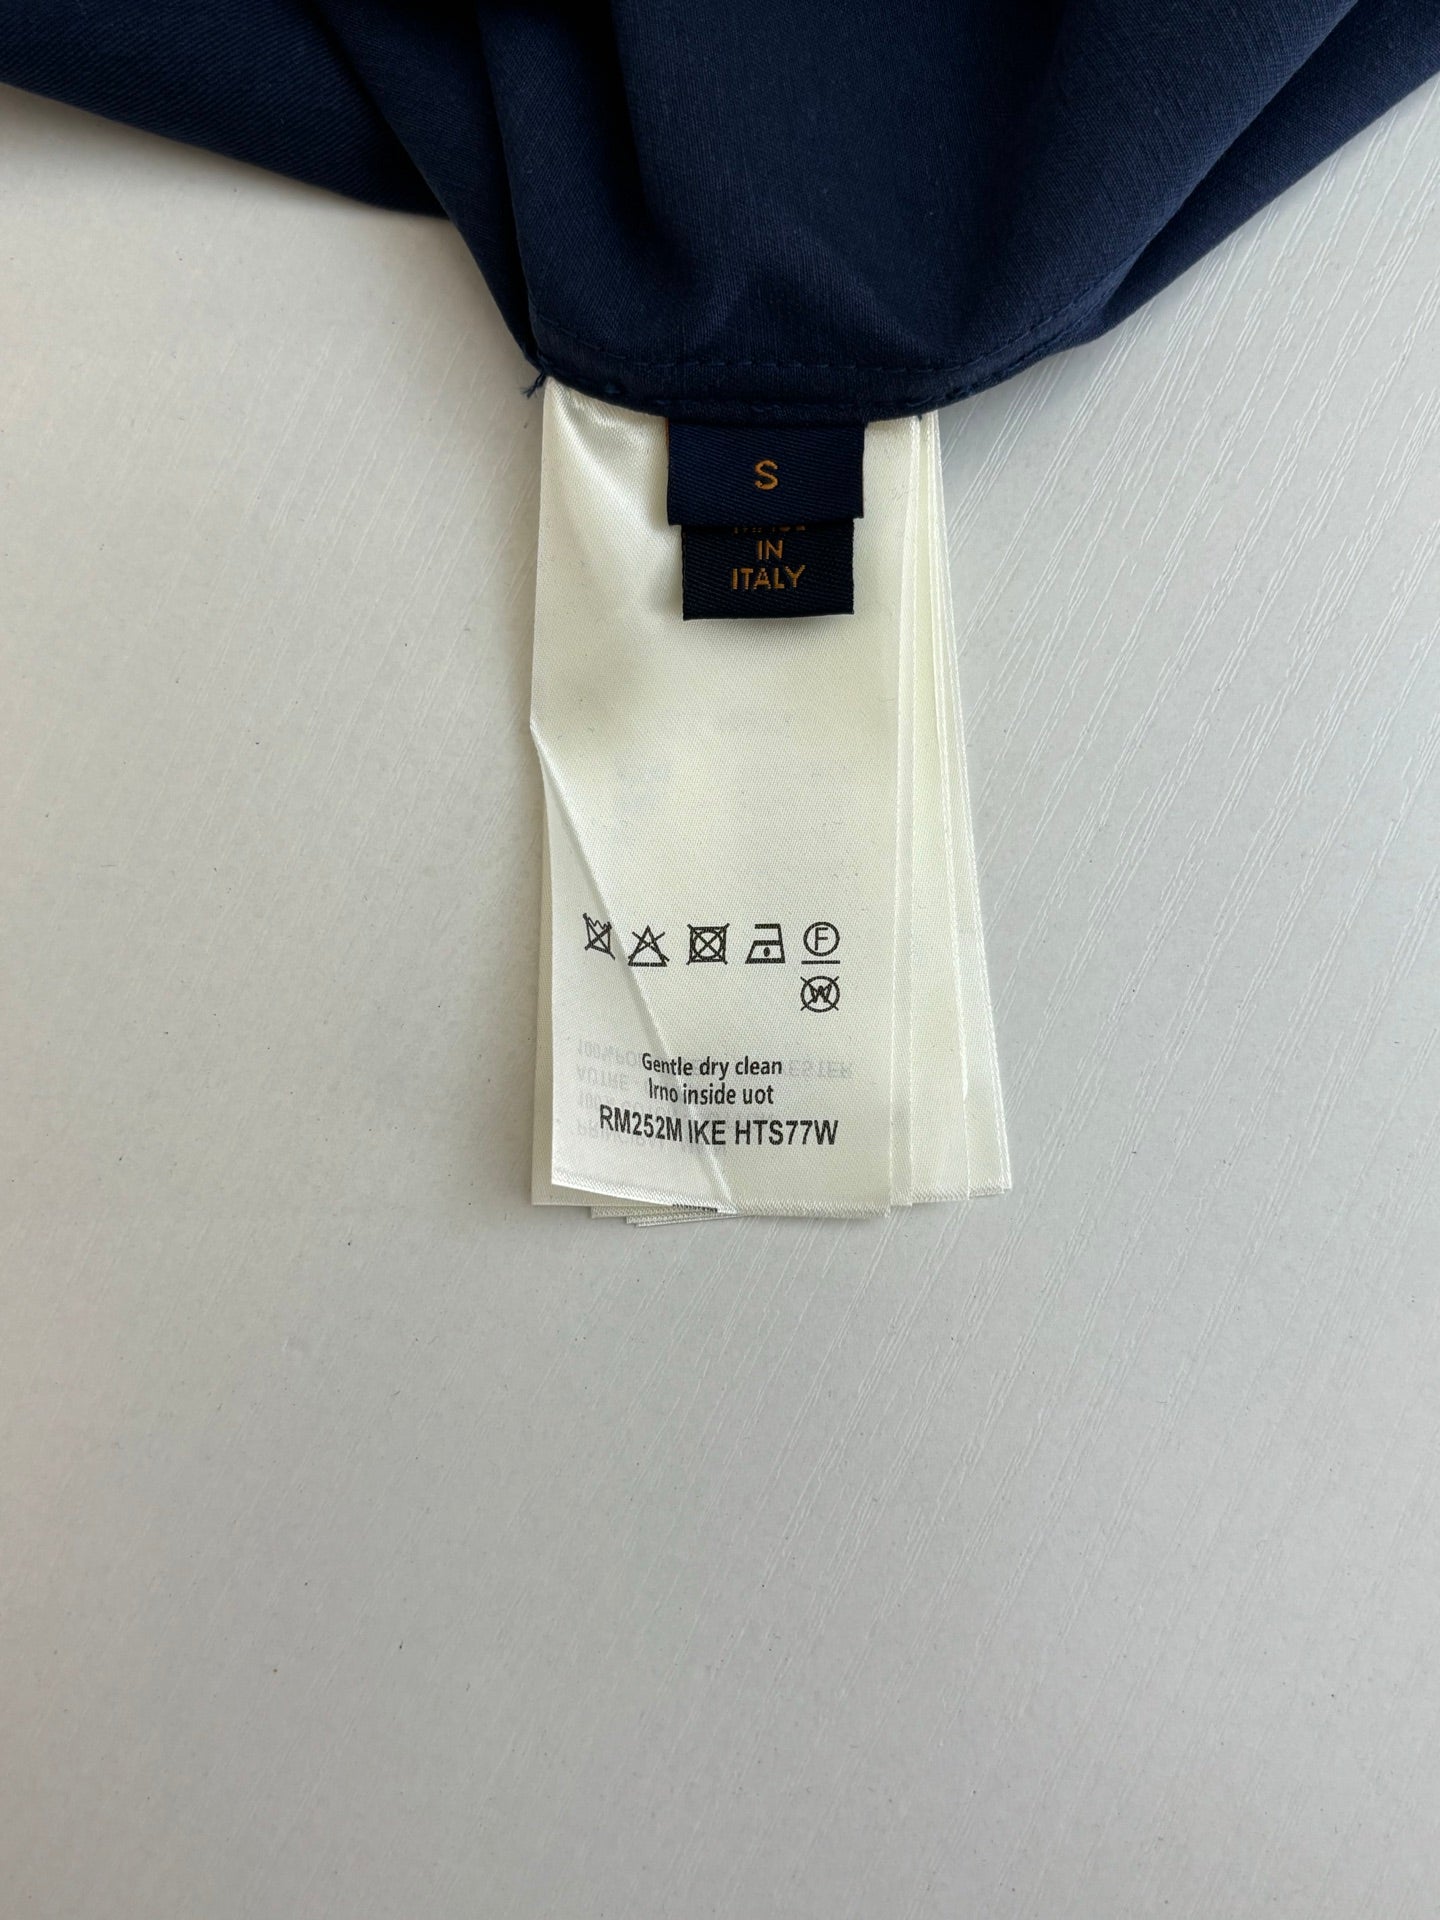 S
IN
ITALY
F
W
Gentle dry clean
Irno inside uot
RM252M IKE HTS77W